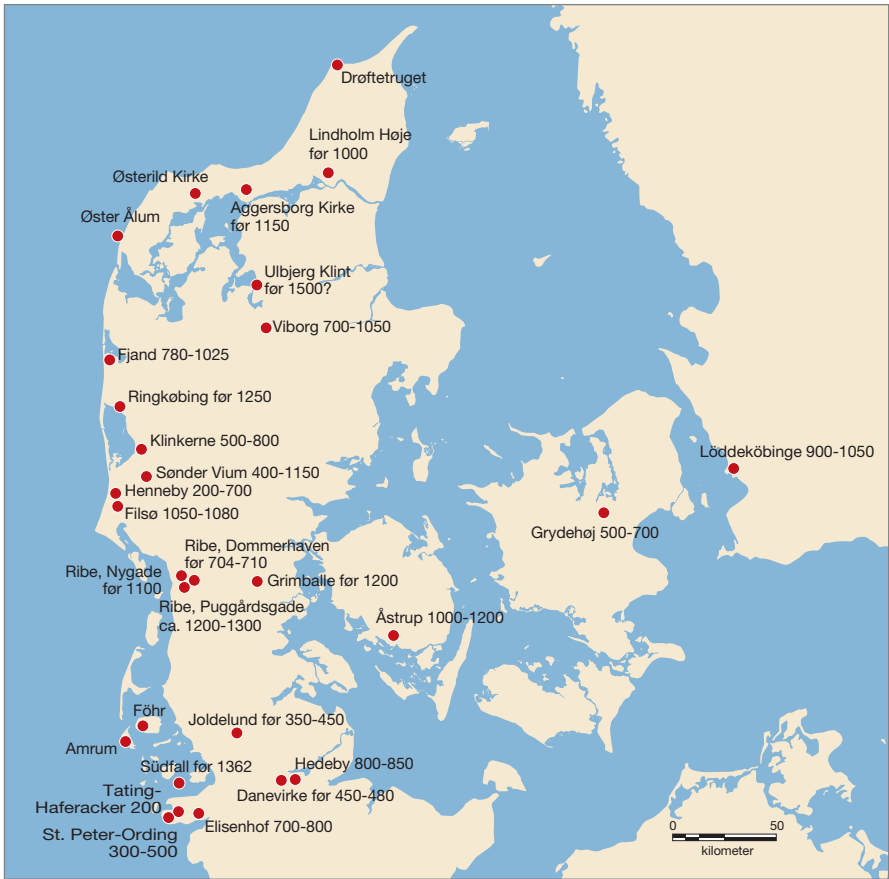 Drøftetruget
Lindholm Høje
før 1000
Østerild Kirke
Aggersborg Kirke
før 1150
Øster Ålum
Ulbjerg Klint
før 1500?
Viborg 700-1050
Fjand 780-1025
Ringkøbing før 1250
Klinkerne 500-800
Löddeköbinge 900-1050
Sønder Vium 400-1150
Henneby 200-700
Filsø 1050-1080
Grydehøj 500-700
Ribe, Dommerhaven
før 704-710
Ribe, Nygade
før 1100
Grimballe før 1200
Ribe, Puggårdsgade
ca. 1200-1300
Åstrup 1000-1200
Föhr
Joldelund før 350-450
Amrum
Südfall før 1362
Hedeby 800-850
Danevirke før 450-480
Tating-
Haferacker 200
Elisenhof 700-800
St. Peter-Ording
300-500
0 50
kilometer